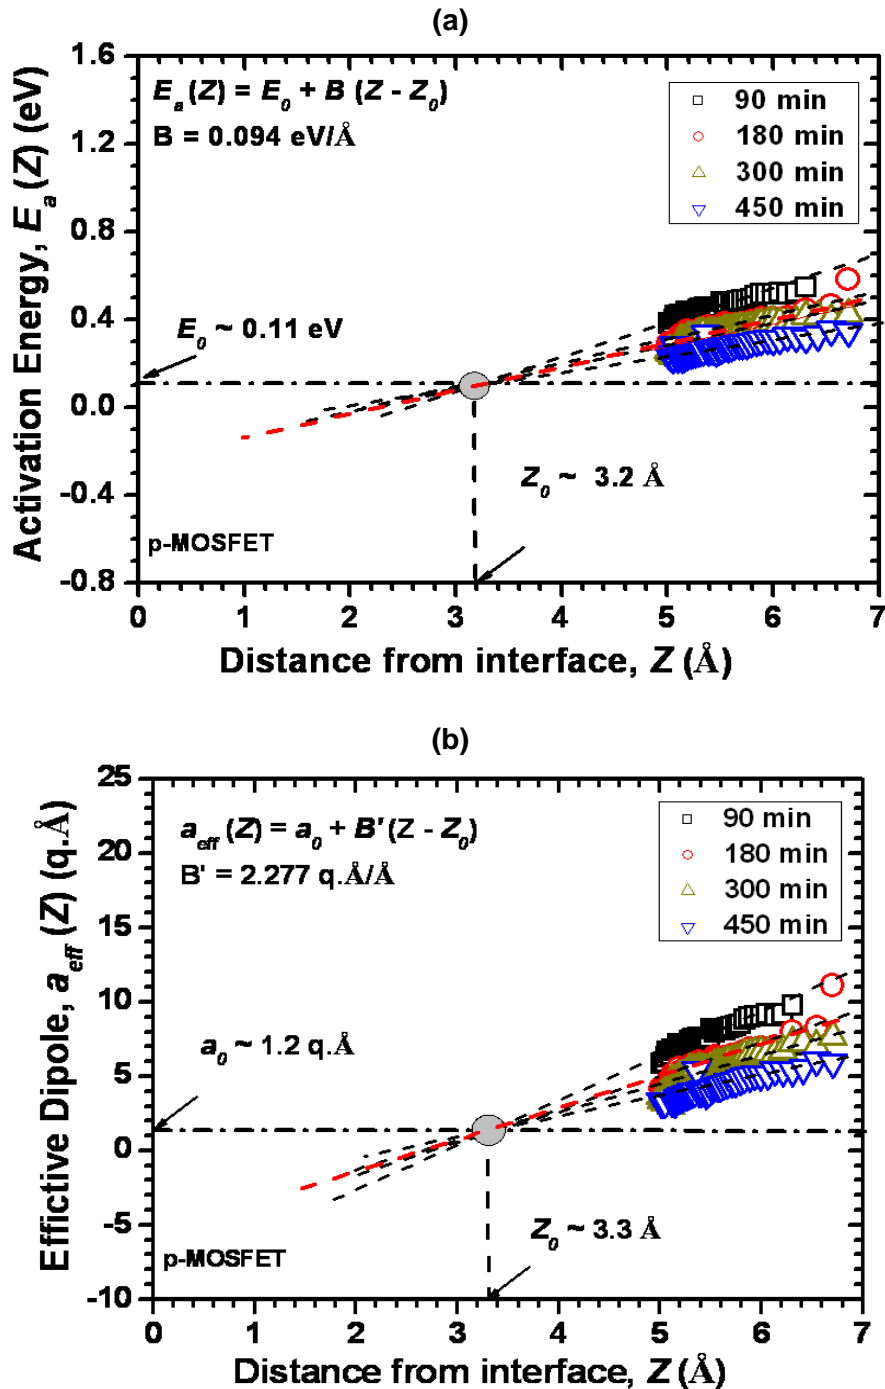 (a)
Activation Energy, E_a(Z) (eV)
1.6
1.2
0.8
0.4
0.0
-0.4
-0.8
E_a(Z) = E_0 + B (Z - Z_0)
B = 0.094 eV/Å
90 min
180 min
300 min
450 min
E_0 ~ 0.11 eV
Z_0 ~ 3.2 Å
p-MOSFET
0 1 2 3 4 5 6 7
Distance from interface, Z (Å)
(b)
Effictive Dipole, a_eff(Z) (q.Å)
25
20
15
10
5
0
-5
-10
a_eff(Z) = a_0 + B'(Z - Z_0)
B' = 2.277 q.Å/Å
90 min
180 min
300 min
450 min
a_0 ~ 1.2 q.Å
Z_0 ~ 3.3 Å
p-MOSFET
0 1 2 3 4 5 6 7
Distance from interface, Z (Å)